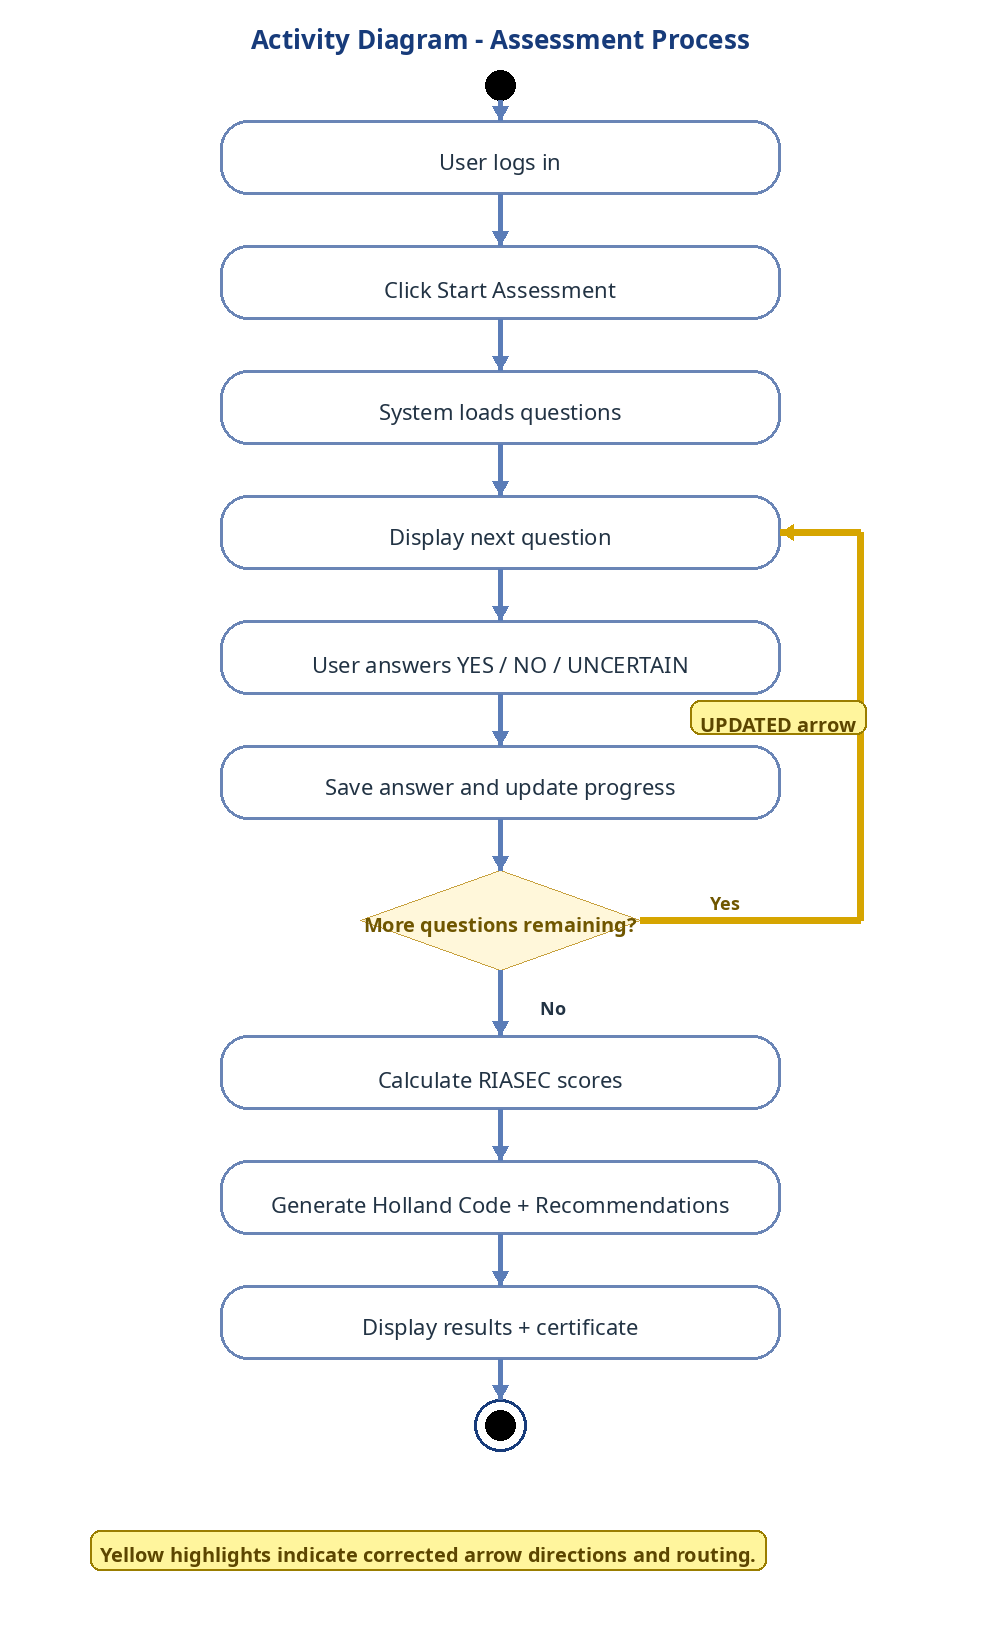 Activity Diagram - Assessment Process
User logs in
Click Start Assessment
System loads questions
Display next question
User answers YES / NO / UNCERTAIN
UPDATED arrow
Save answer and update progress
Yes
More questions remaining?
No
Calculate RIASEC scores
Generate Holland Code + Recommendations
Display results + certificate
Yellow highlights indicate corrected arrow directions and routing.